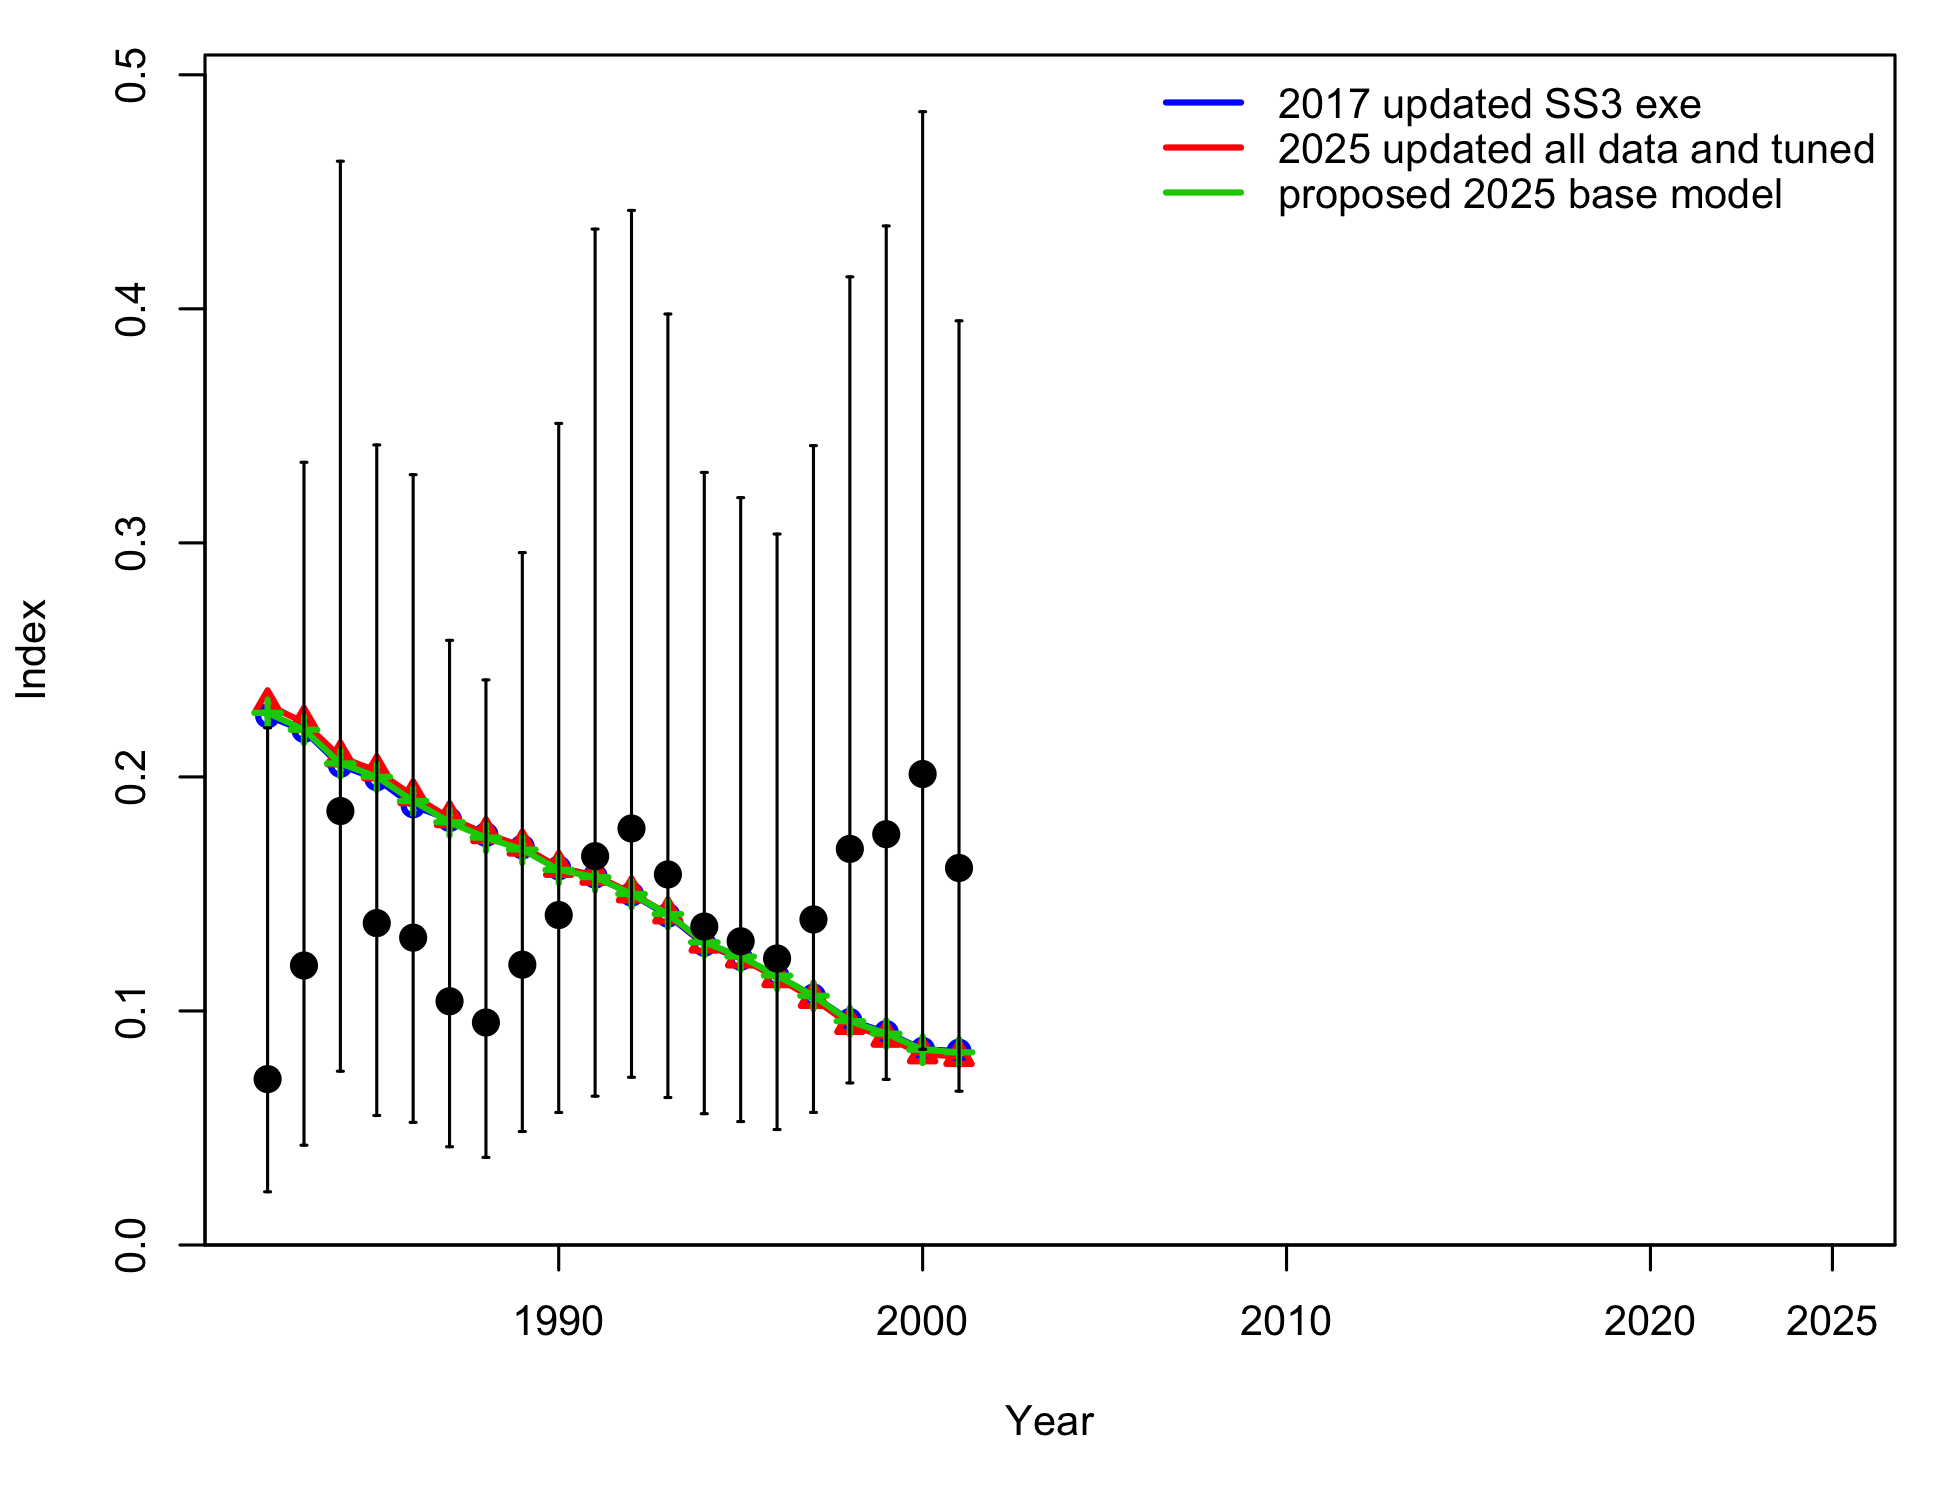 2017 updated SS3 exe
2025 updated all data and tuned
proposed 2025 base model
0.5
0.4
0.3
0.2
0.1
0.0
Index
1990 2000 2010 2020 2025
Year